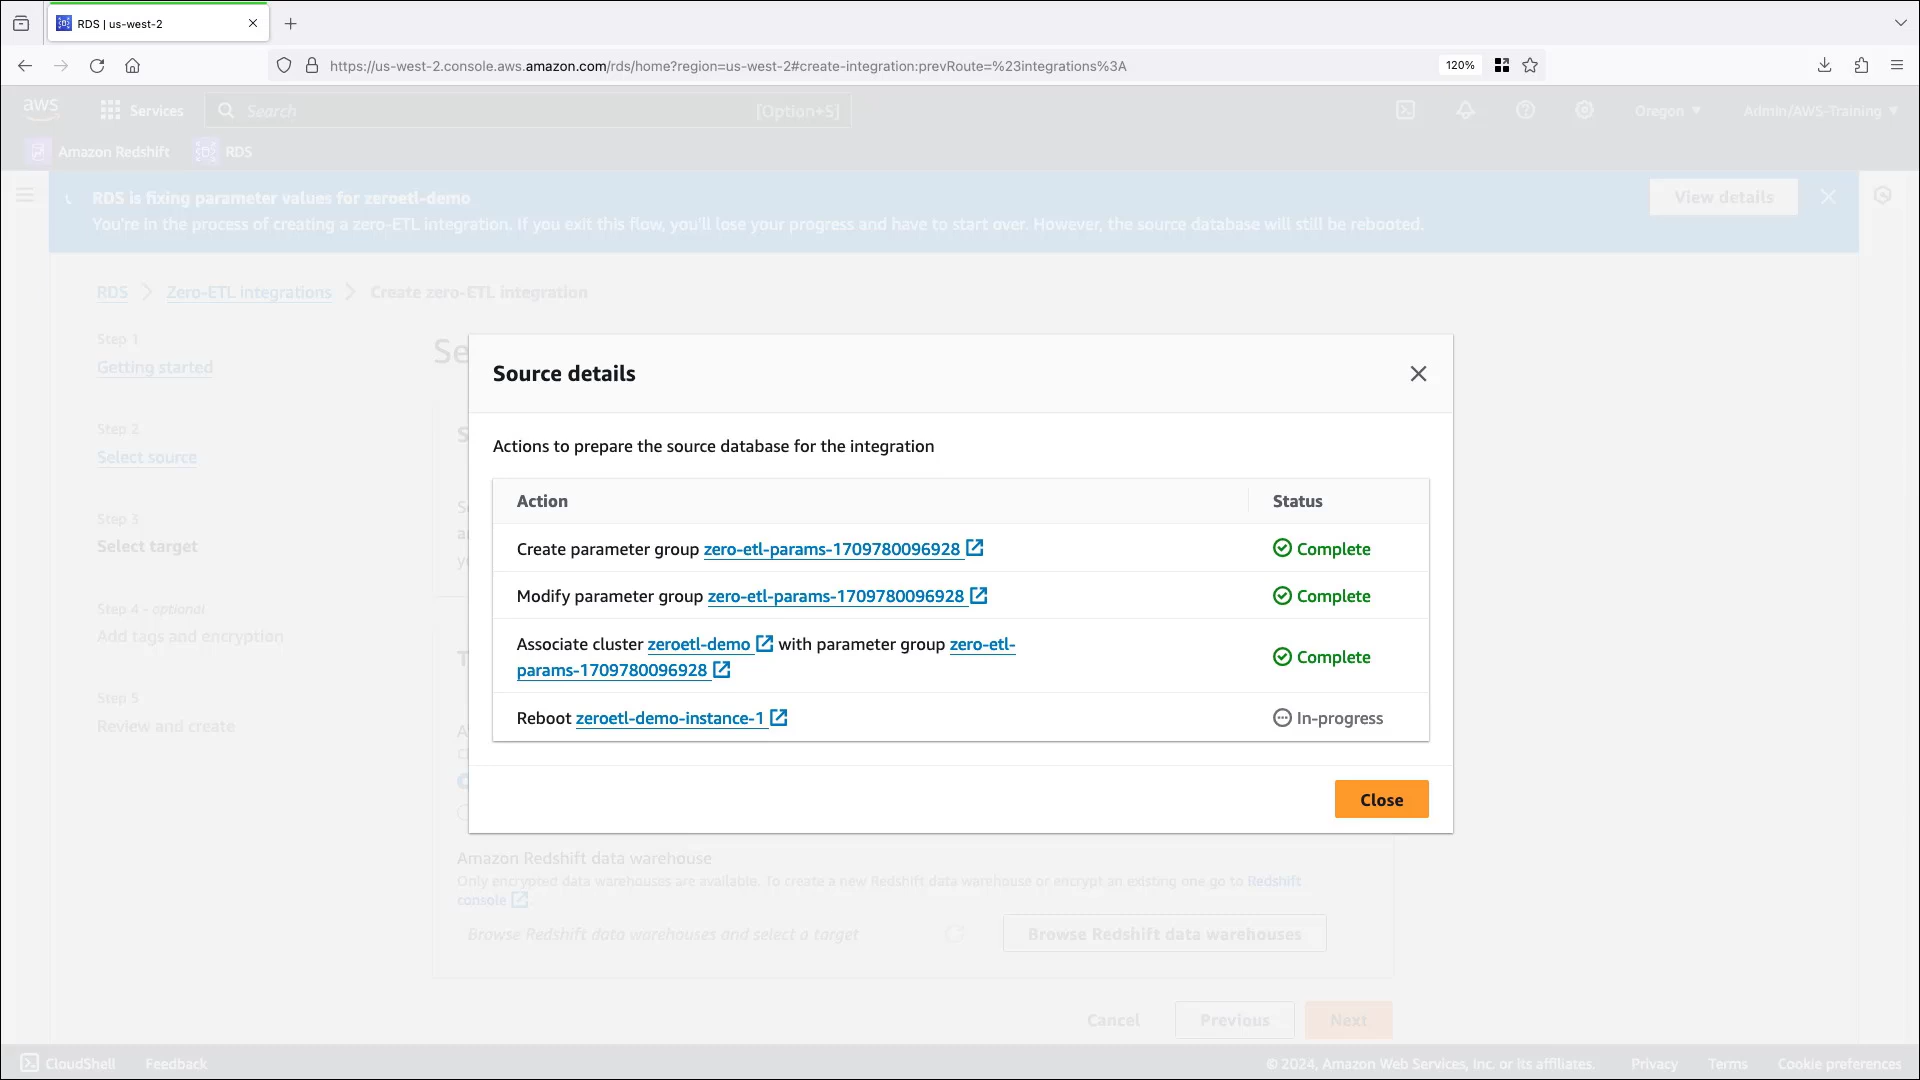 RDS | us-west-2
https://us-west-2.console.aws.amazon.com/rds/home?region=us-west-2#create-integration:prevRoute=%23integrations%3A
120%
aws
Services
Search
[Option+S]
Oregon
Admin/AWS-Training
Amazon Redshift
RDS
RDS is fixing parameter values for zeroetl-demo
You're in the process of creating a zero-ETL integration. If you exit this flow, you'll lose your progress and have to start over. However, the source database will still be rebooted.
View details
RDS
Zero-ETL integrations
Create zero-ETL integration
Step 1
Getting started
Step 2
Select source
Step 3
Select target
Step 4 - optional
Add tags and encryption
Step 5
Review and create
Se
Source details
Actions to prepare the source database for the integration
Action
Status
Create parameter group zero-etl-params-1709780096928
Complete
Modify parameter group zero-etl-params-1709780096928
Complete
Associate cluster zeroetl-demo with parameter group zero-etl-
params-1709780096928
Complete
Reboot zeroetl-demo-instance-1
In-progress
Close
Amazon Redshift data warehouse
Only encrypted data warehouses are available. To create a new Redshift data warehouse or encrypt an existing one go to Redshift
console
Browse Redshift data warehouses and select a target
Browse Redshift data warehouses
Cancel
Previous
Next
CloudShell
Feedback
© 2024, Amazon Web Services, Inc. or its affiliates.
Privacy
Terms
Cookie preferences